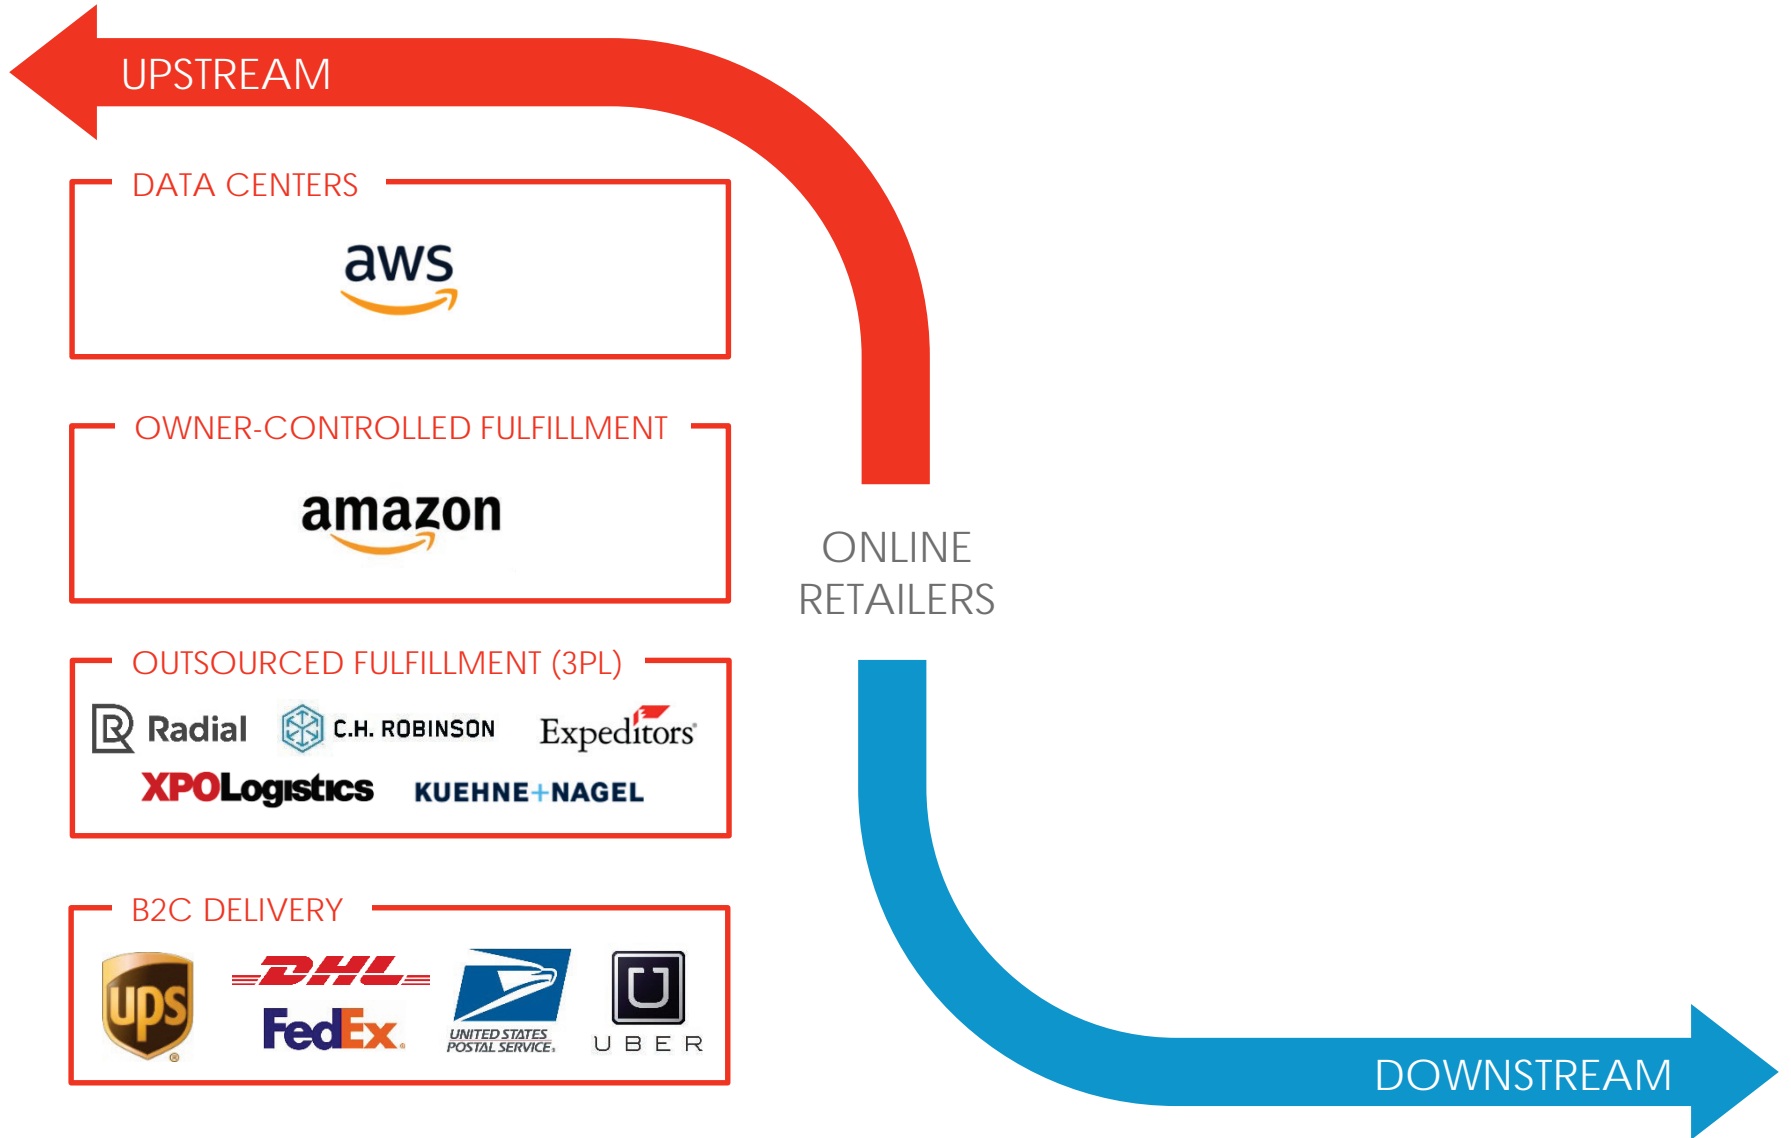 UPSTREAM
DATA CENTERS
aws
OWNER-CONTROLLED FULFILLMENT
amazon
ONLINE
RETAILERS
OUTSOURCED FULFILLMENT (3PL)
R Radial
C.H. ROBINSON
Expeditors
XPOLogistics
KUEHNE+NAGEL
B2C DELIVERY
ups
DHL
FedEx
UNITED STATES
POSTAL SERVICE
U
UBER
DOWNSTREAM